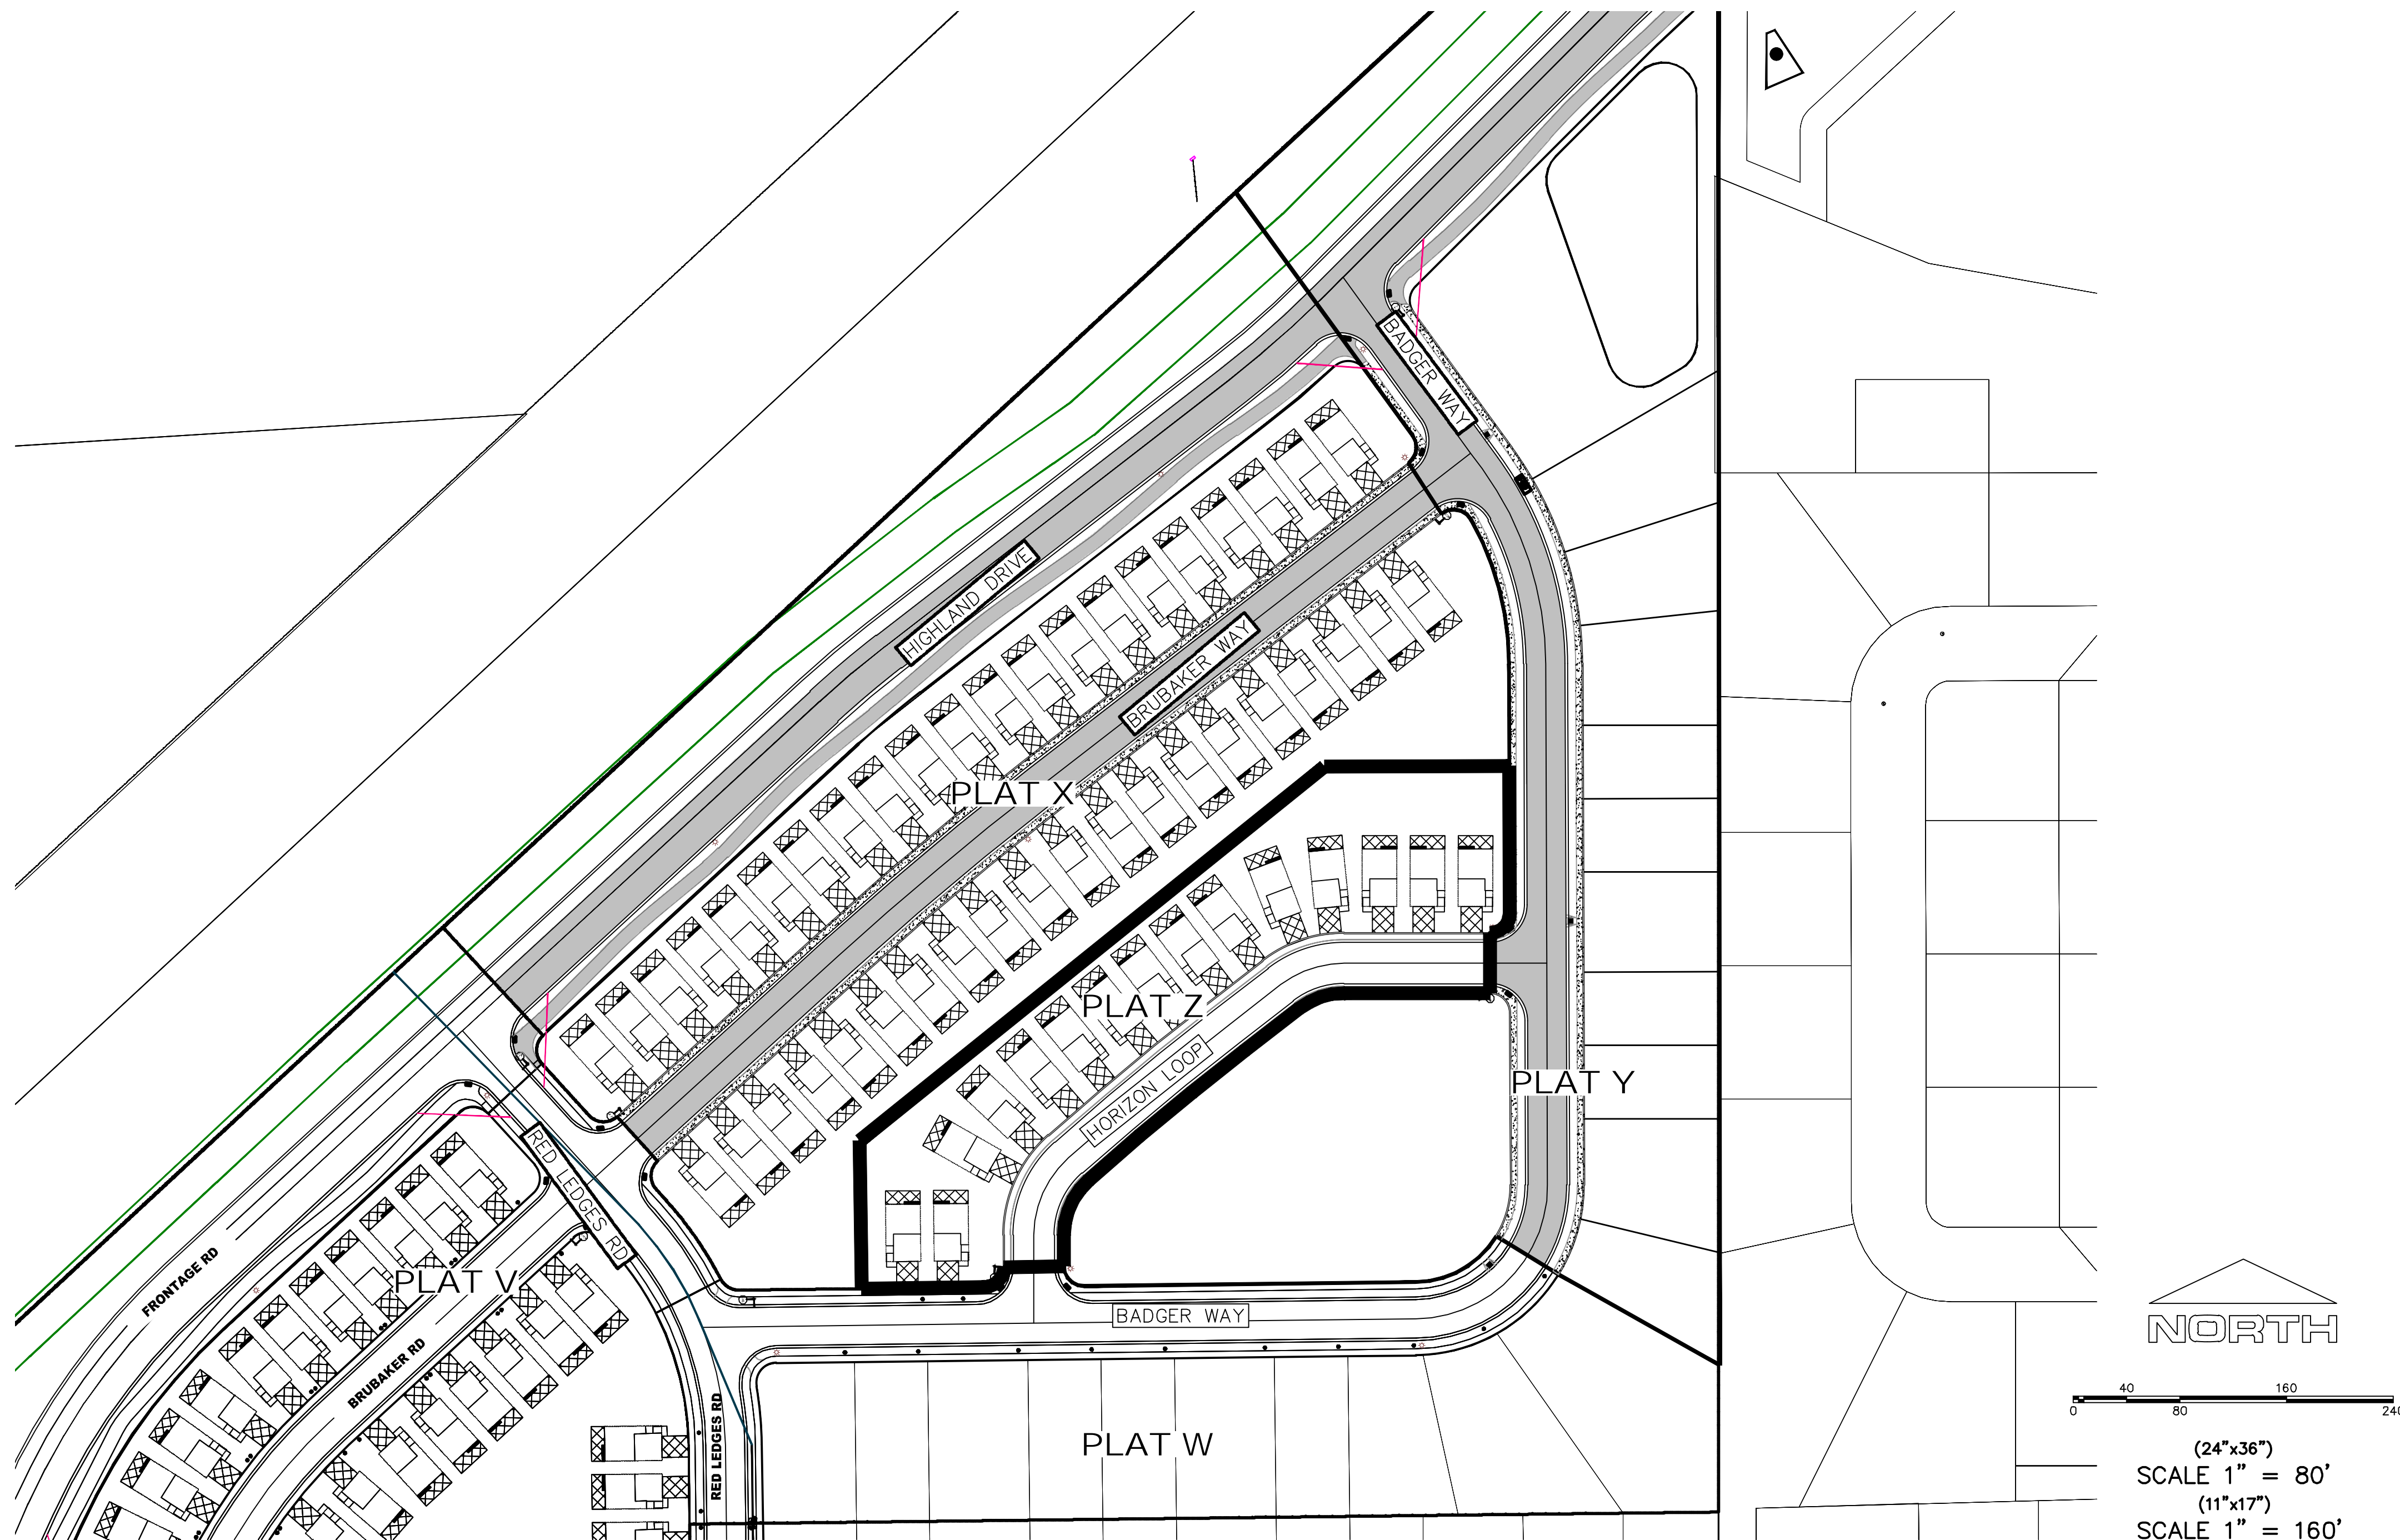 BADGER WAY
HIGHLAND DRIVE
BRUBAKER WAY
PLAT X
PLAT Z
HORIZON LOOP
PLAT Y
RED LEDGES RD
FRONTAGE RD
PLAT V
BRUBAKER RD
BADGER WAY
RED LEDGES RD
PLAT W
NORTH
40 160
0 80 240
(24"x36")
SCALE 1" = 80'
(11"x17")
SCALE 1" = 160'